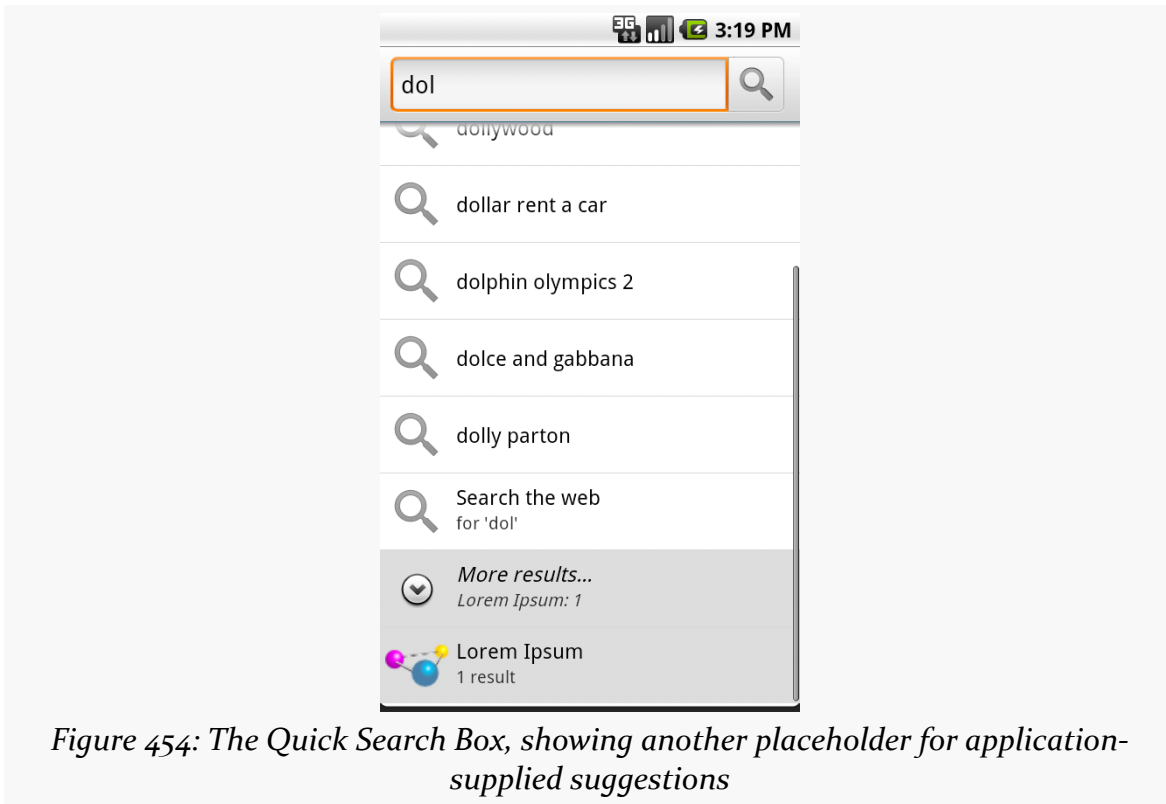 3G
3:19 PM
dol
dollywood
dollar rent a car
dolphin olympics 2
dolce and gabbana
dolly parton
Search the web
for 'dol'
More results...
Lorem Ipsum: 1
Lorem Ipsum
1 result
Figure 454: The Quick Search Box, showing another placeholder for application-
supplied suggestions